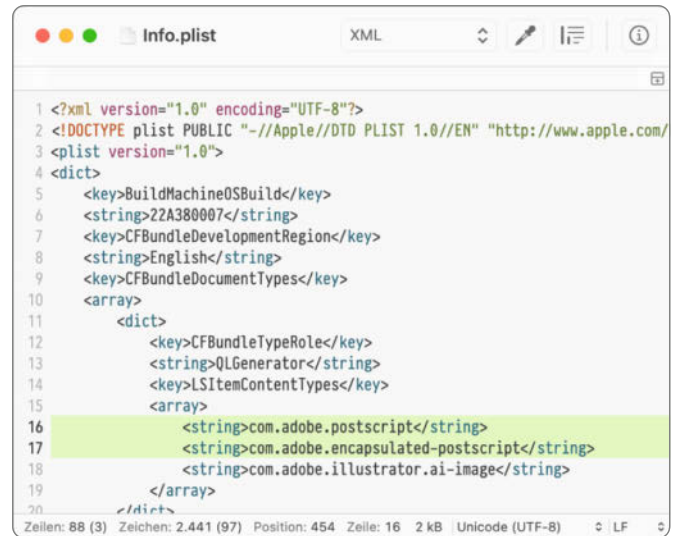 Info.plist
XML
1 <?xml version="1.0" encoding="UTF-8"?>
2 <!DOCTYPE plist PUBLIC "-//Apple//DTD PLIST 1.0//EN" "http://www.apple.com/
3 <plist version="1.0">
4 <dict>
5 <key>BuildMachineOSBuild</key>
6 <string>22A380007</string>
7 <key>CFBundleDevelopmentRegion</key>
8 <string>English</string>
9 <key>CFBundleDocumentTypes</key>
10 <array>
11 <dict>
12 <key>CFBundleTypeRole</key>
13 <string>QLGenerator</string>
14 <key>LSItemContentTypes</key>
15 <array>
16 <string>com.adobe.postscript</string>
17 <string>com.adobe.encapsulated-postscript</string>
18 <string>com.adobe.illustrator.ai-image</string>
19 </array>
20 </dict>
Zeilen: 88 (3) Zeichen: 2.441 (97) Position: 454 Zeile: 16 2 kB Unicode (UTF-8) LF